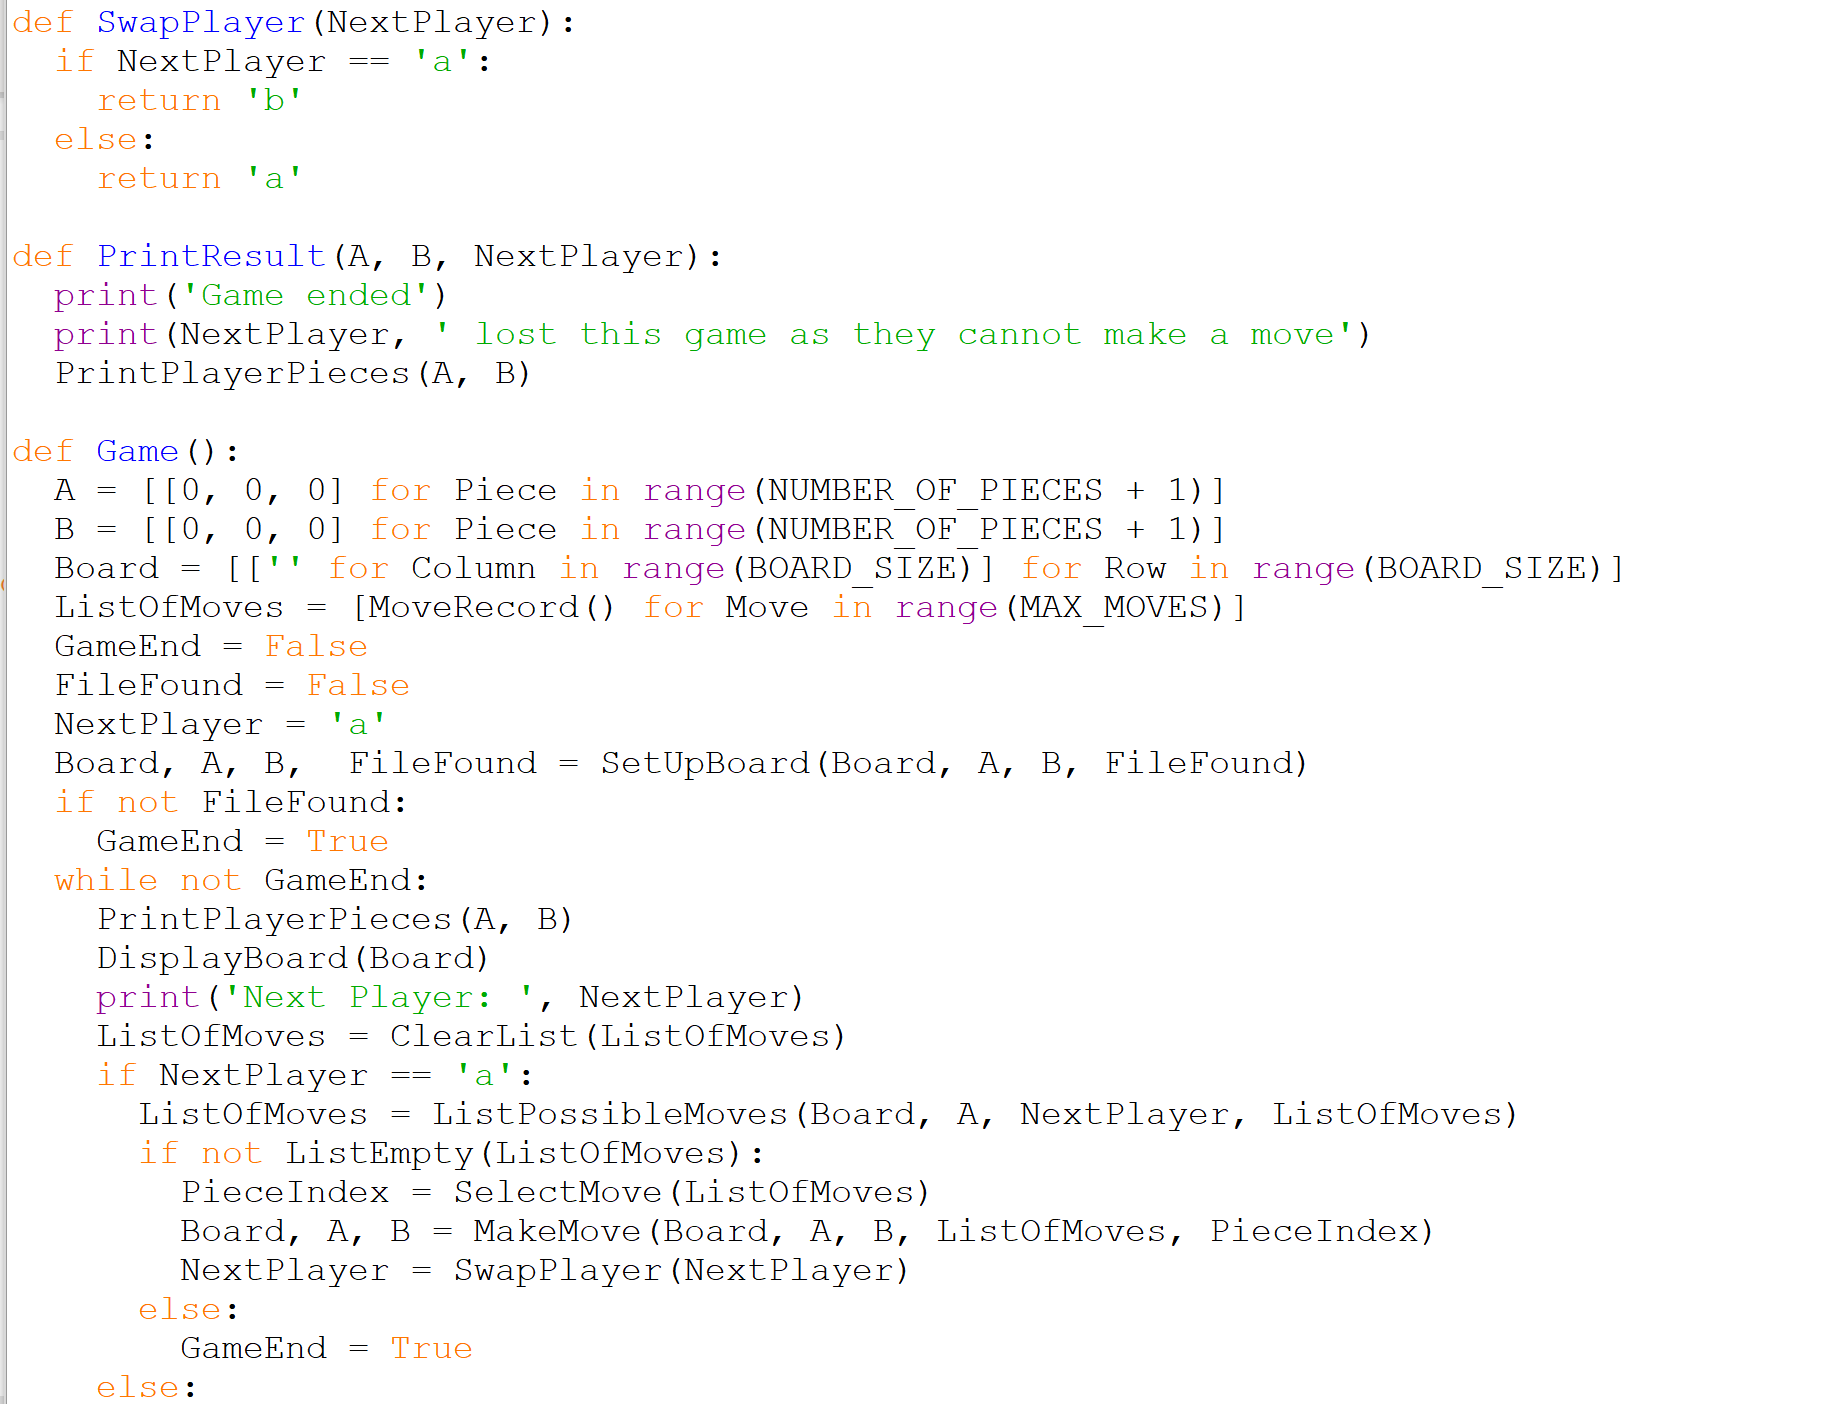 def SwapPlayer(NextPlayer):
  if NextPlayer == 'a':
    return 'b'
  else:
    return 'a'

def PrintResult(A, B, NextPlayer):
  print('Game ended')
  print(NextPlayer, ' lost this game as they cannot make a move')
  PrintPlayerPieces(A, B)

def Game():
  A = [[0, 0, 0] for Piece in range(NUMBER_OF_PIECES + 1)]
  B = [[0, 0, 0] for Piece in range(NUMBER_OF_PIECES + 1)]
  Board = [['' for Column in range(BOARD_SIZE)] for Row in range(BOARD_SIZE)]
  ListOfMoves = [MoveRecord() for Move in range(MAX_MOVES)]
  GameEnd = False
  FileFound = False
  NextPlayer = 'a'
  Board, A, B,  FileFound = SetUpBoard(Board, A, B, FileFound)
  if not FileFound:
    GameEnd = True
  while not GameEnd:
    PrintPlayerPieces(A, B)
    DisplayBoard(Board)
    print('Next Player: ', NextPlayer)
    ListOfMoves = ClearList(ListOfMoves)
    if NextPlayer == 'a':
      ListOfMoves = ListPossibleMoves(Board, A, NextPlayer, ListOfMoves)
      if not ListEmpty(ListOfMoves):
        PieceIndex = SelectMove(ListOfMoves)
        Board, A, B = MakeMove(Board, A, B, ListOfMoves, PieceIndex)
        NextPlayer = SwapPlayer(NextPlayer)
      else:
        GameEnd = True
    else: